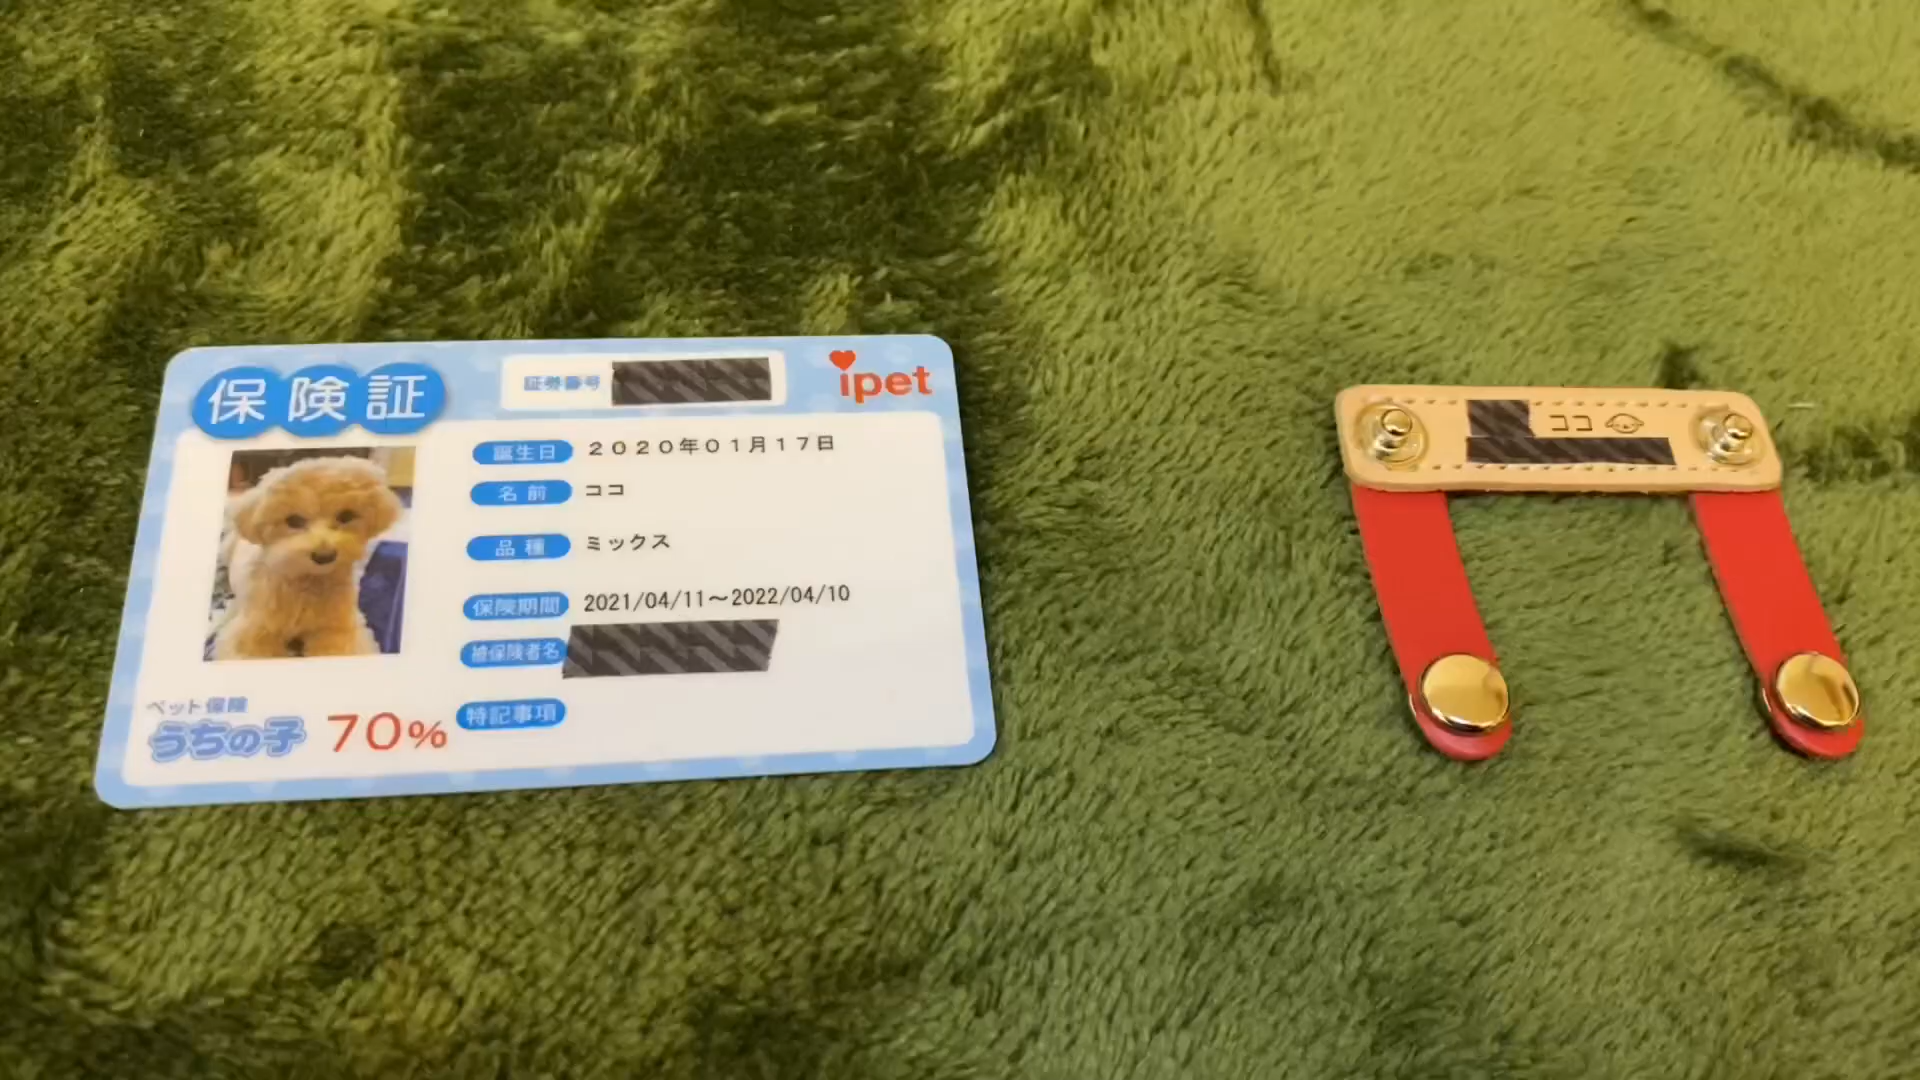 保険証
証券番号
ipet
誕生日 2020年01月17日
名前 ココ
品種 ミックス
保険期間 2021/04/11～2022/04/10
被保険者名
特記事項
ペット保険
うちの子 70%
ココ